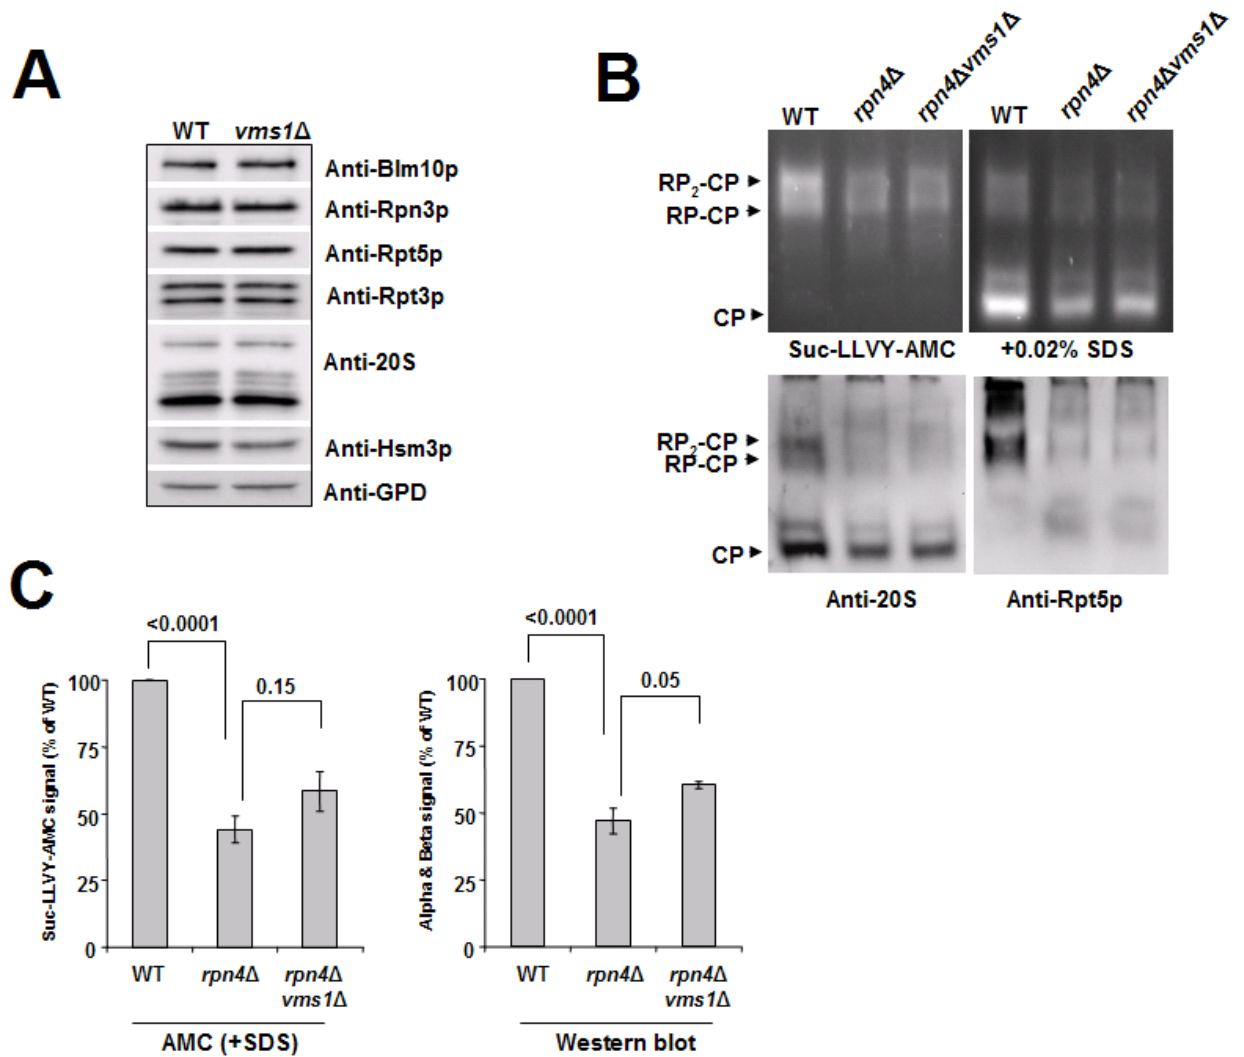 A
WT vms1Δ
Anti-Blm10p
Anti-Rpn3p
Anti-Rpt5p
Anti-Rpt3p
Anti-20S
Anti-Hsm3p
Anti-GPD
B
WT rpn4Δ rpn4Δvms1Δ WT rpn4Δ rpn4Δvms1Δ
RP2-CP
RP-CP
CP
Suc-LLVY-AMC +0.02% SDS
RP2-CP
RP-CP
CP
Anti-20S Anti-Rpt5p
C
<0.0001
0.15
Suc-LLVY-AMC signal (% of WT)
100
75
50
25
0
WT rpn4Δ rpn4Δ
vms1Δ
AMC (+SDS)
<0.0001
0.05
Alpha & Beta signal (% of WT)
100
75
50
25
0
WT rpn4Δ rpn4Δ
vms1Δ
Western blot